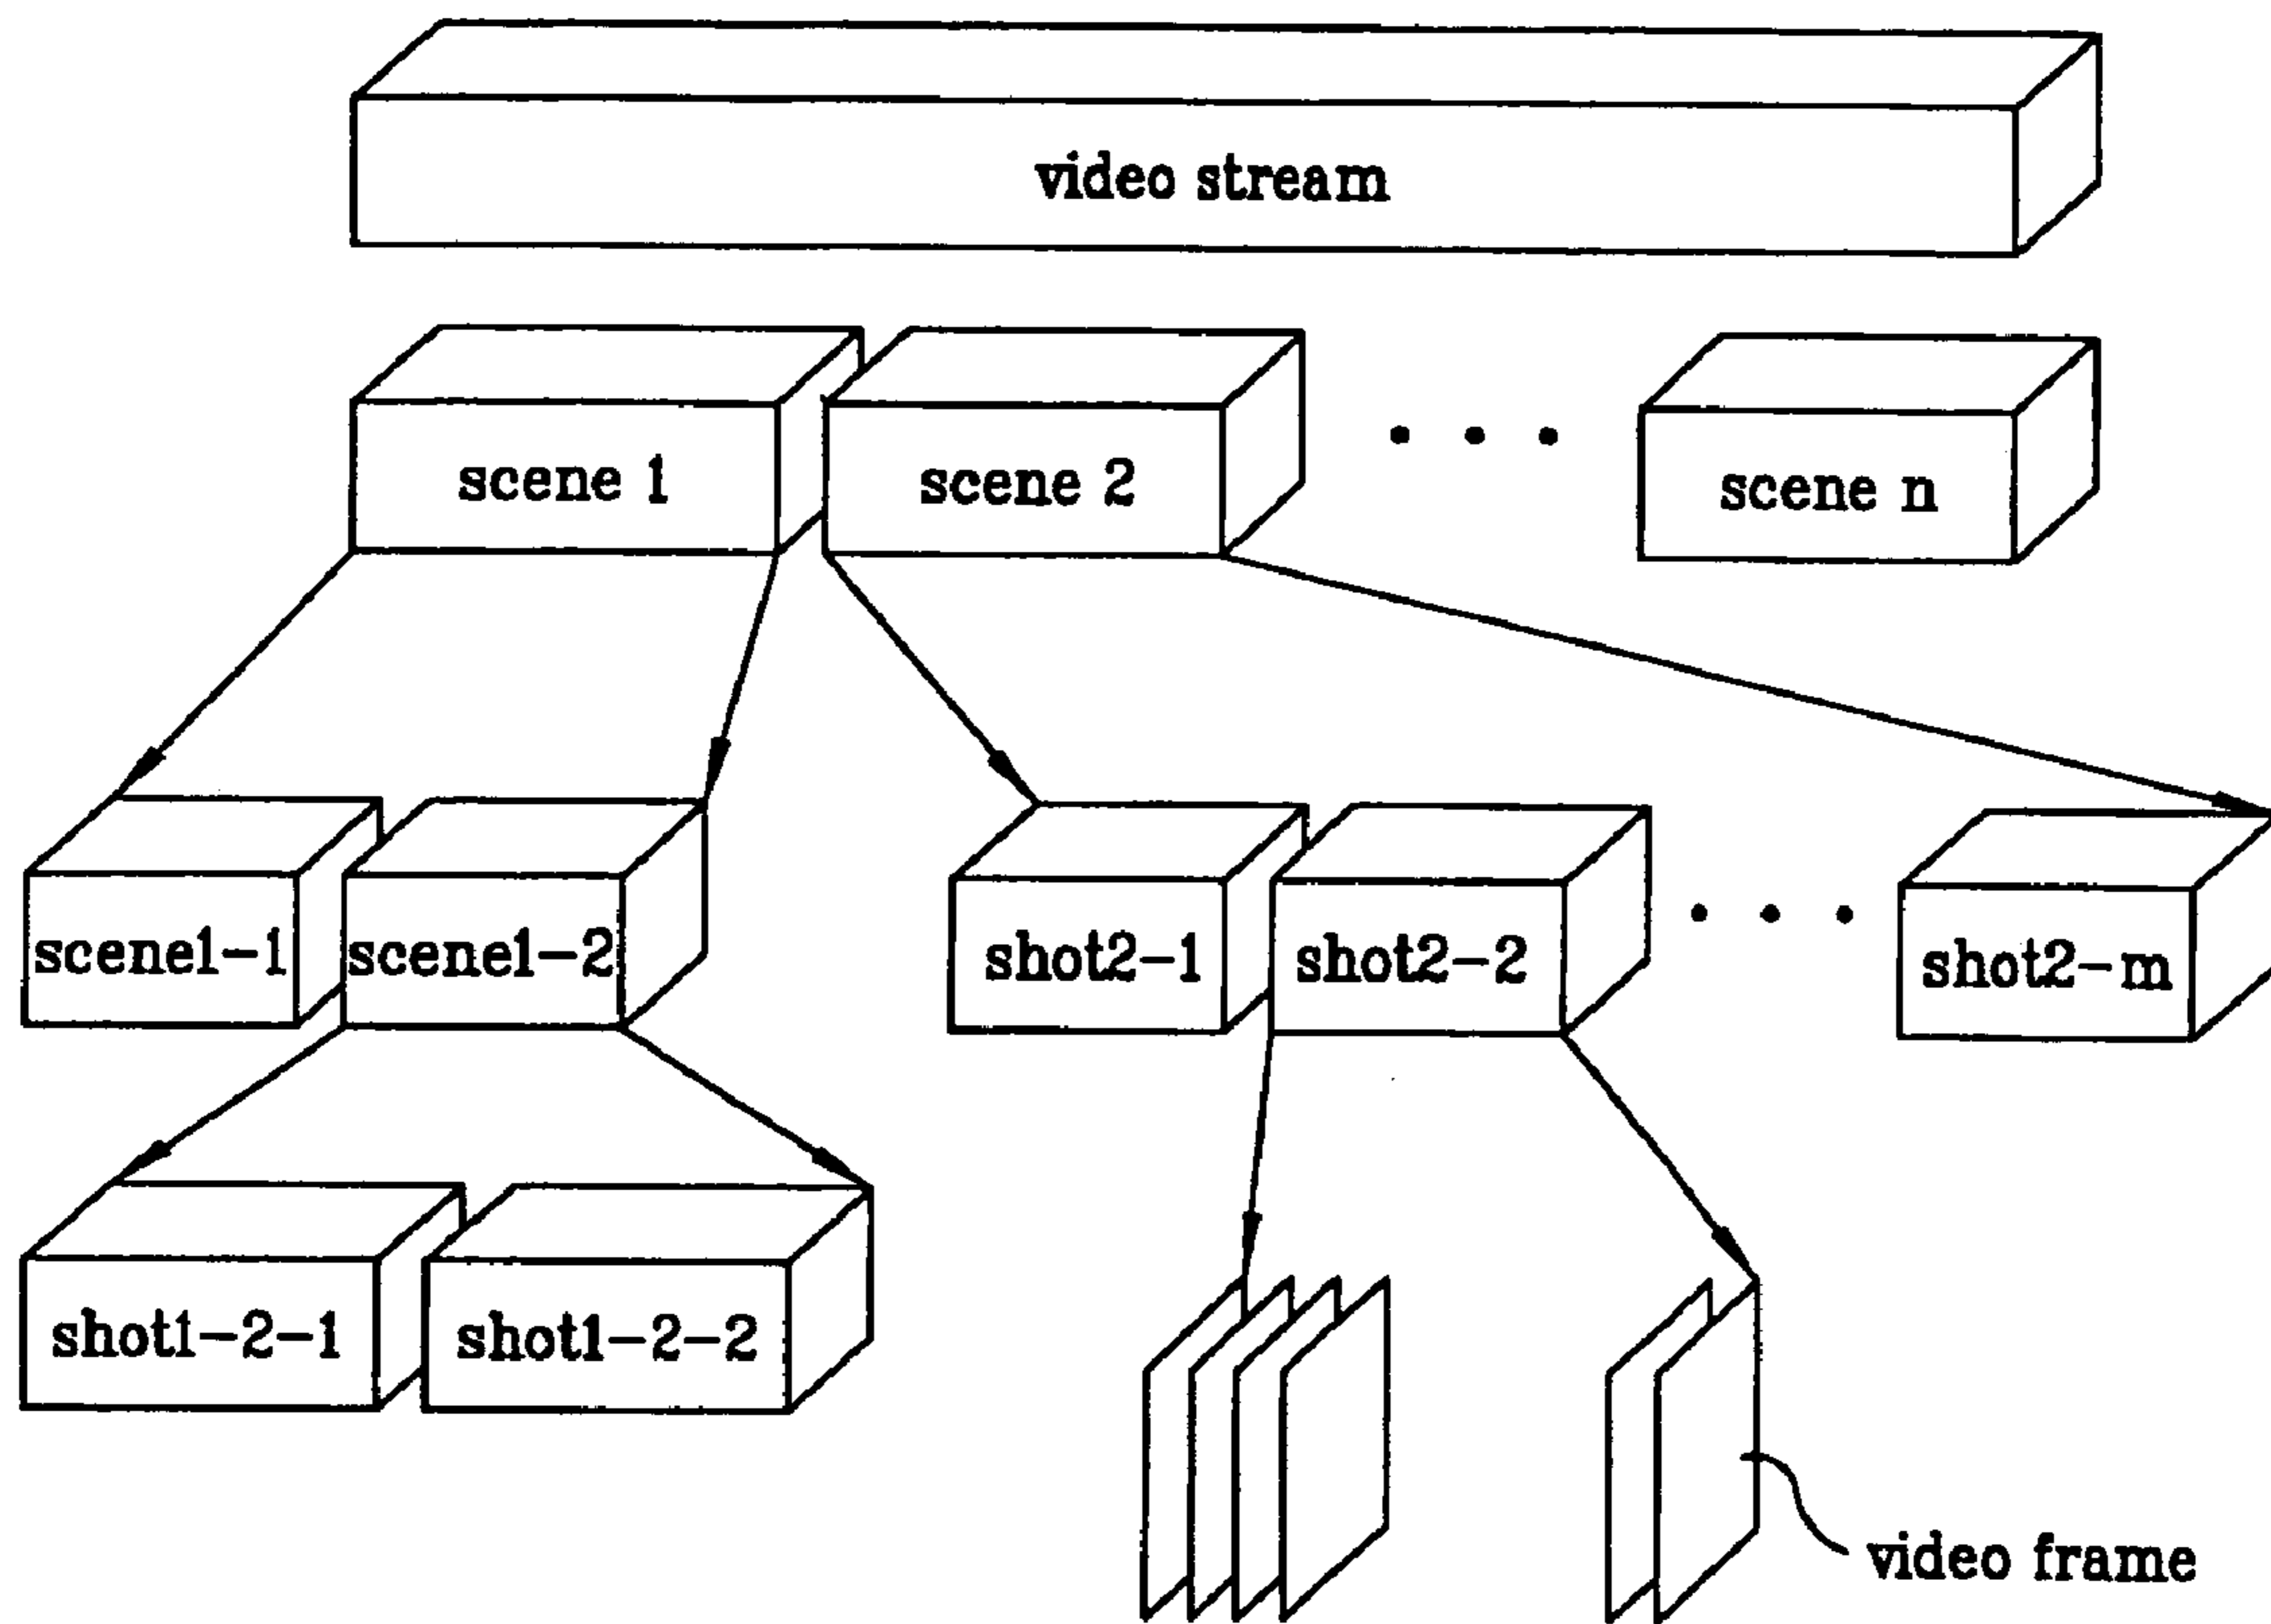 video stream
scene 1
scene 2
scene n
scene1-1
scene1-2
shot2-1
shot2-2
shot2-m
shot1-2-1
shot1-2-2
video frame